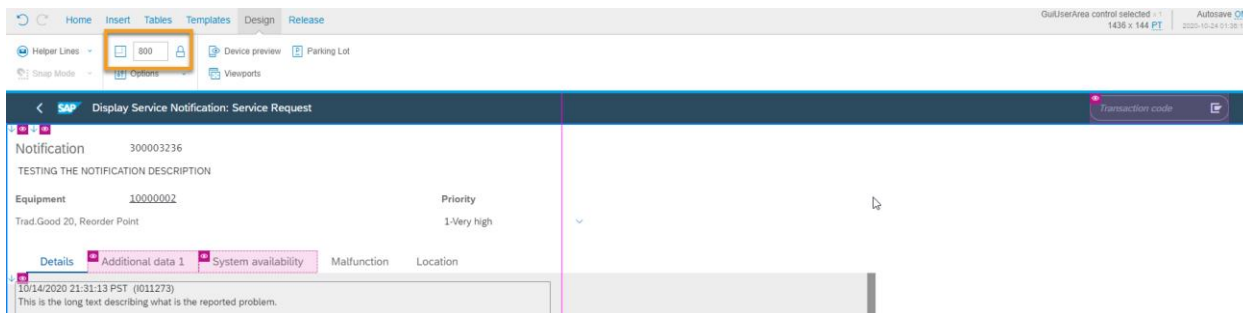 Home Insert Tables Templates Design Release
GuiUserArea control selected x 1
1436 x 144 PT
Autosave
Helper Lines 800 Device preview Parking Lot
Snap Mode Options Viewports
SAP Display Service Notification: Service Request Transaction code
Notification 300003236
TESTING THE NOTIFICATION DESCRIPTION
Equipment 10000002 Priority
Trad.Good 20, Reorder Point 1-Very high
Details Additional data 1 System availability Malfunction Location
10/14/2020 21:31:13 PST (I011273)
This is the long text describing what is the reported problem.